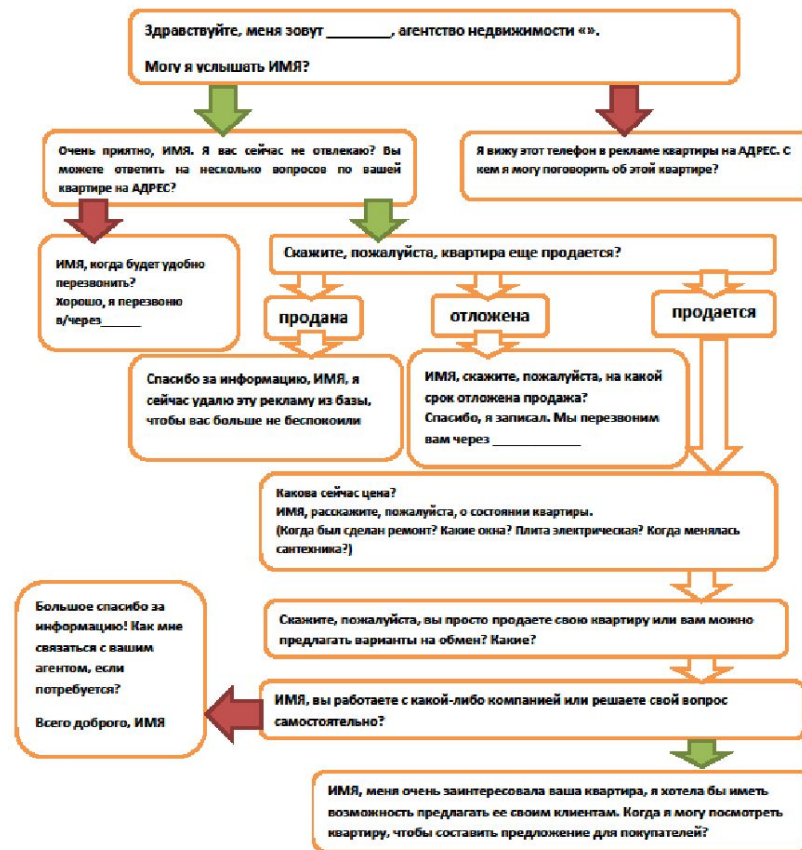 Здравствуйте, меня зовут ________, агентство недвижимости «».
Могу я услышать ИМЯ?
Очень приятно, ИМЯ. Я вас сейчас не отвлекаю? Вы
можете ответить на несколько вопросов по вашей
квартире на АДРЕС?
Я вижу этот телефон в рекламе квартиры на АДРЕС. С
кем я могу поговорить об этой квартире?
ИМЯ, когда будет удобно
перезвонить?
Хорошо, я перезвоню
в/через______
Скажите, пожалуйста, квартира еще продается?
продана
отложена
продается
Спасибо за информацию, ИМЯ, я
сейчас удалю эту рекламу из базы,
чтобы вас больше не беспокоили
ИМЯ, скажите, пожалуйста, на какой
срок отложена продажа?
Спасибо, я записал. Мы перезвоним
вам через ____________
Какова сейчас цена?
ИМЯ, расскажите, пожалуйста, о состоянии квартиры.
(Когда был сделан ремонт? Какие окна? Плита электрическая? Когда менялась
сантехника?)
Скажите, пожалуйста, вы просто продаете свою квартиру или вам можно
предлагать варианты на обмен? Какие?
Большое спасибо за
информацию! Как мне
связаться с вашим
агентом, если
потребуется?
Всего доброго, ИМЯ
ИМЯ, вы работаете с какой-либо компанией или решаете свой вопрос
самостоятельно?
ИМЯ, меня очень заинтересовала ваша квартира, я хотела бы иметь
возможность предлагать ее своим клиентам. Когда я могу посмотреть
квартиру, чтобы составить предложение для покупателей?